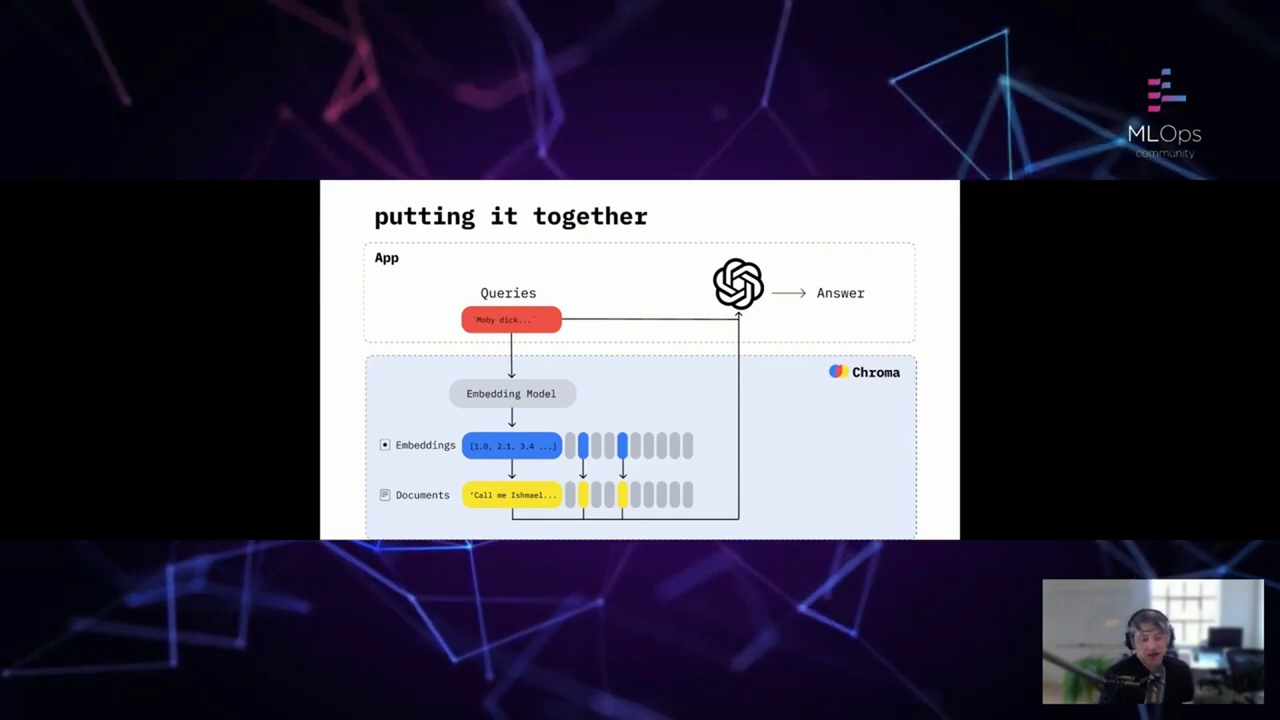 MLOps
community
putting it together
App
Queries
Answer
`Moby dick...`
Chroma
Embedding Model
Embeddings
[1.0, 2.1, 3.4 ...]
Documents
'Call me Ishmael...